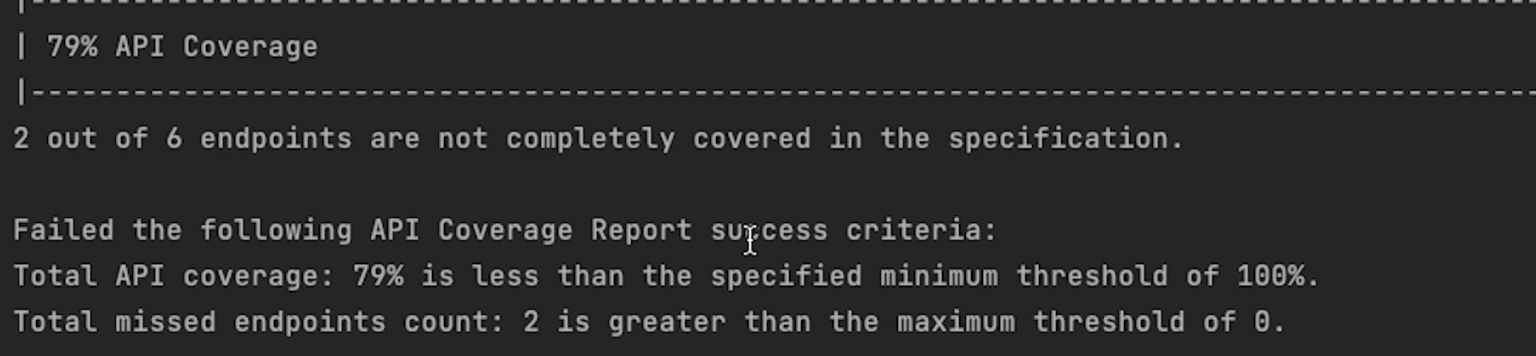 | 79% API Coverage
|-----------------------------------------------------------------------------------------
2 out of 6 endpoints are not completely covered in the specification.
Failed the following API Coverage Report success criteria:
Total API coverage: 79% is less than the specified minimum threshold of 100%.
Total missed endpoints count: 2 is greater than the maximum threshold of 0.